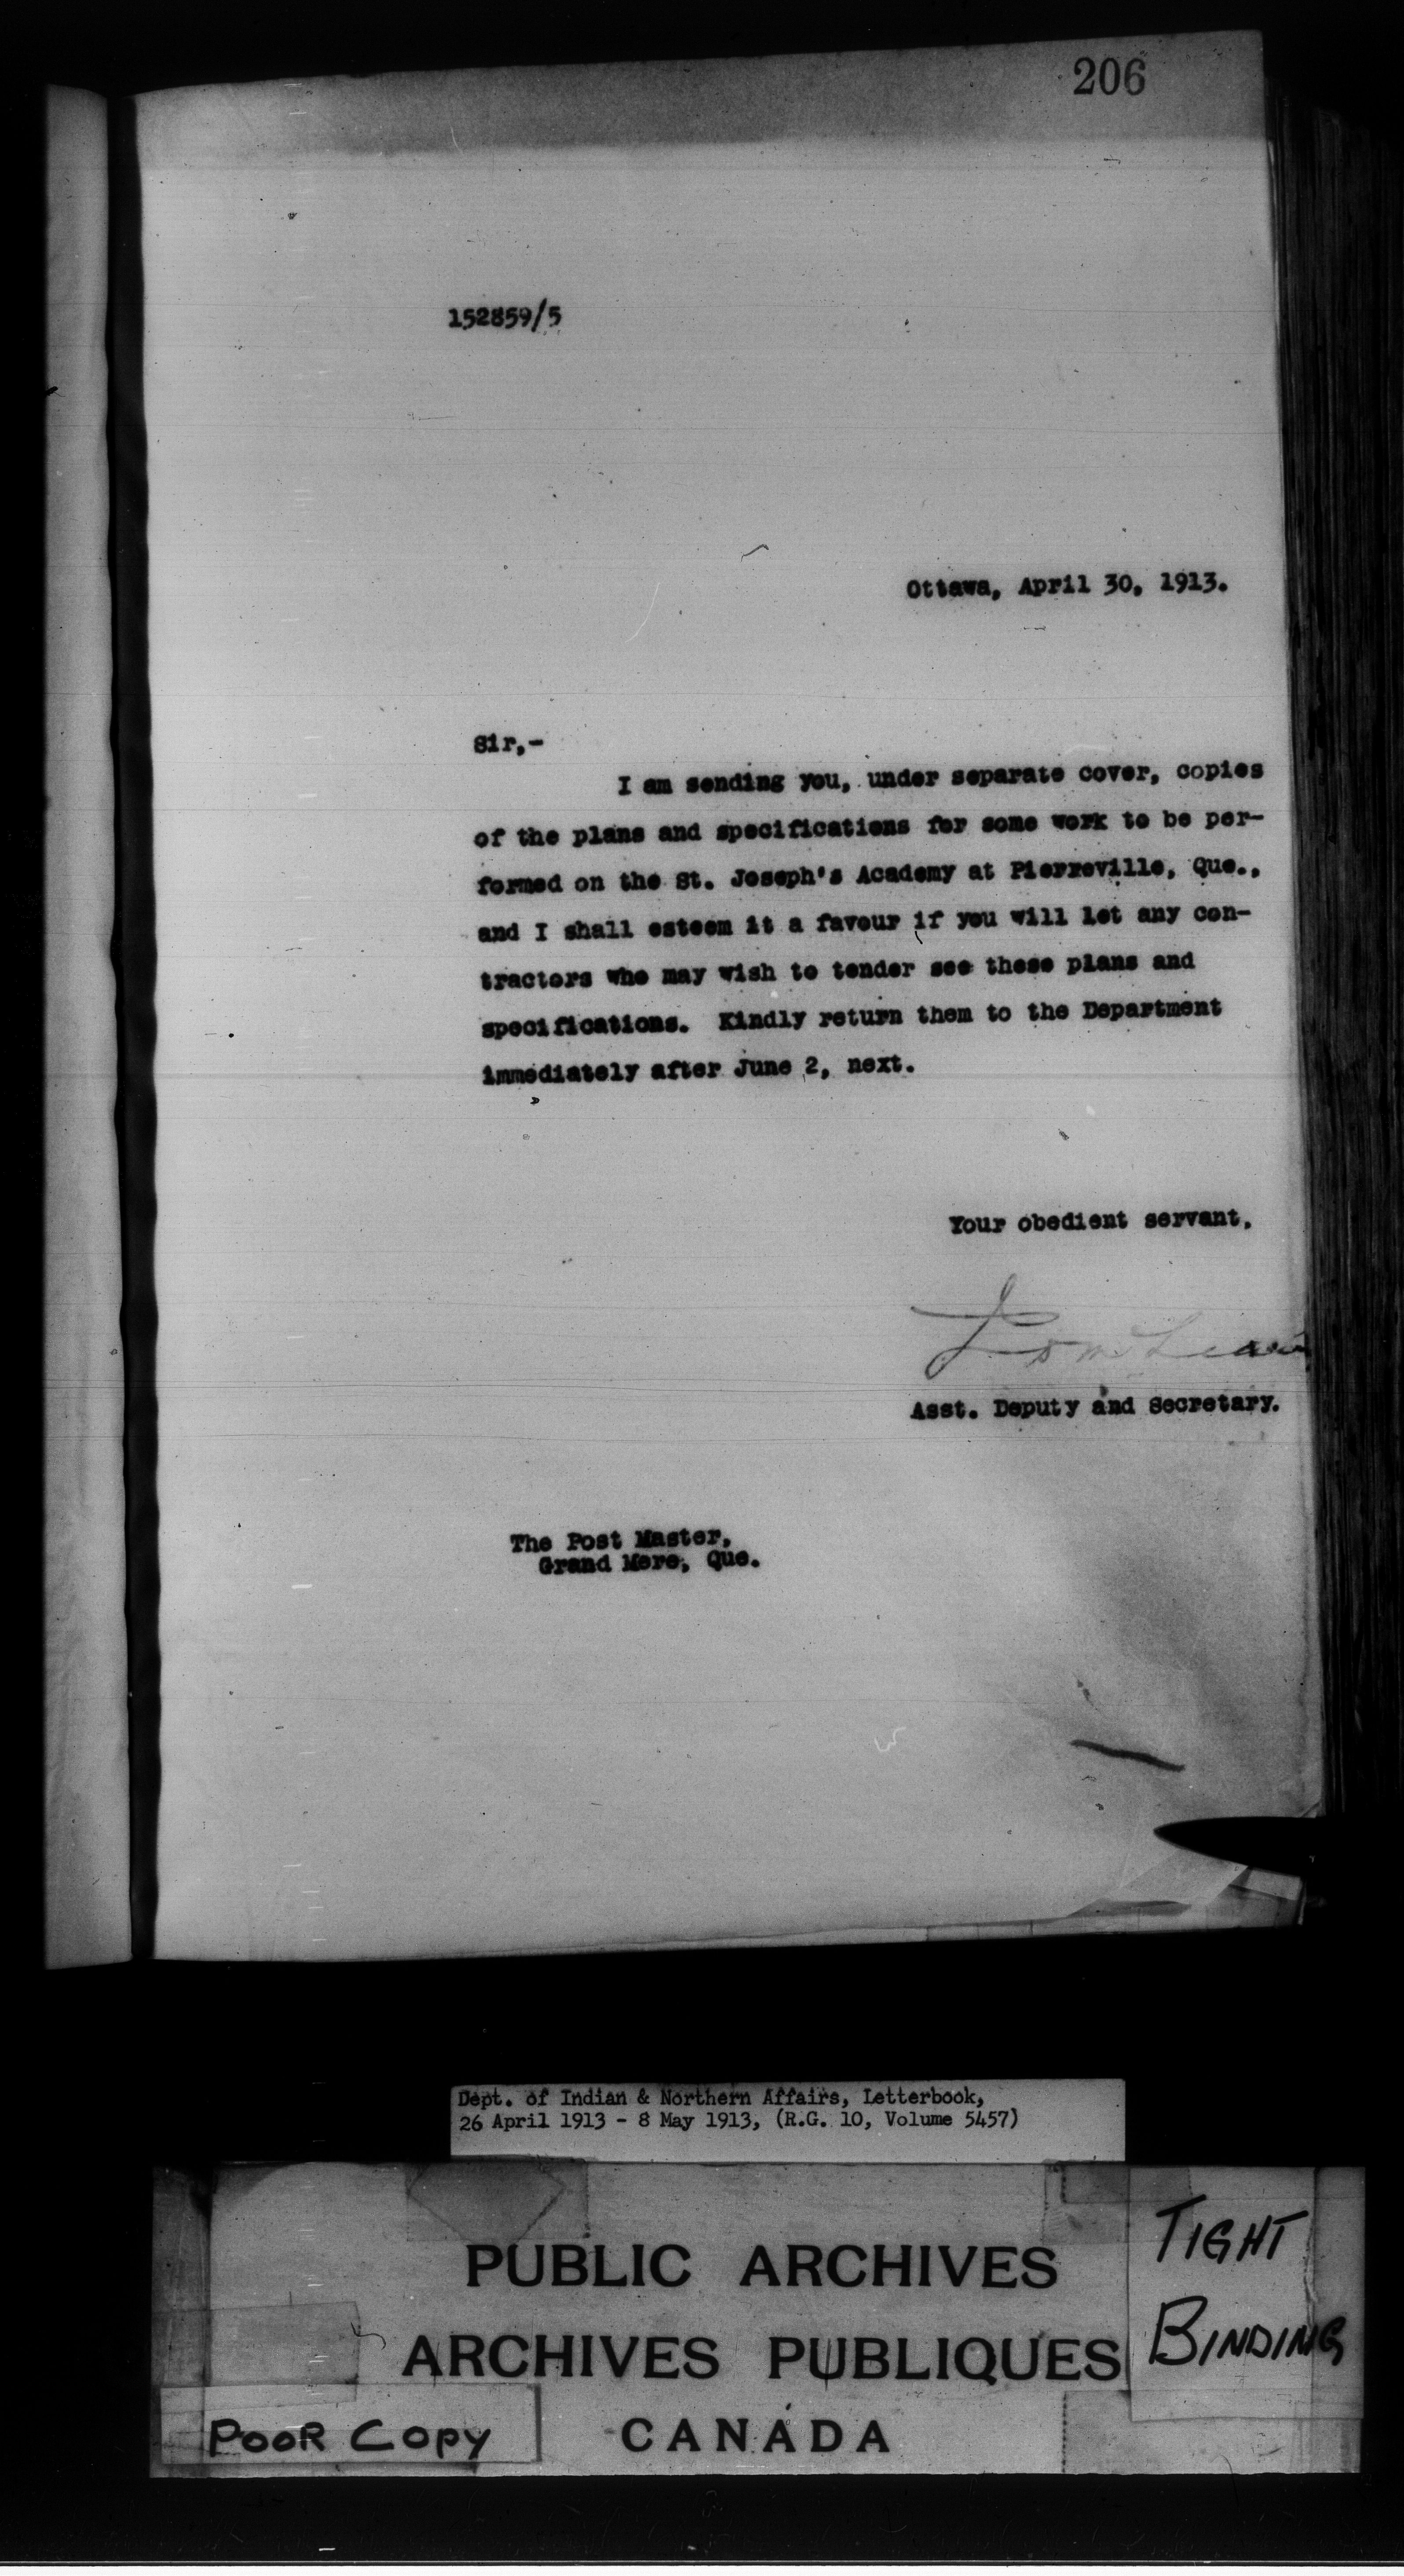 206
152859/5
Ottawa, April 30, 1913.
Sir,-
I am sending you, under separate cover, copies
of the plans and specifications for some work to be per-
formed on the St. Joseph's Academy at Pierreville, Que.,
and I shall esteem it a favour if you will let any con-
tractors who may wish to tender see these plans and
specifications. Kindly return them to the Department
immediately after June 2, next.
Your obedient servant,
Asst. Deputy and Secretary.
The Post Master,
Grand Mere, Que.
Dept. of Indian & Northern Affairs, Letterbook,
26 April 1913 - 8 May 1913, (R.G. 10, Volume 5457)
PUBLIC ARCHIVES
ARCHIVES PUBLIQUES
CANADA
TIGHT
BINDING
POOR COPY